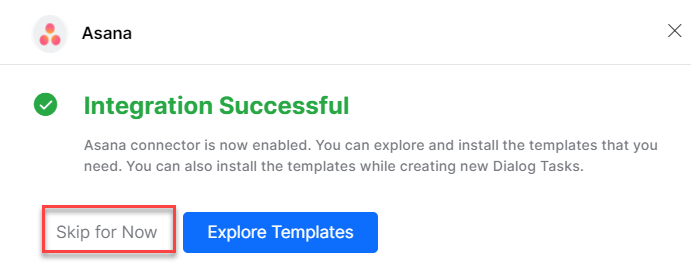 Asana
Integration Successful
Asana connector is now enabled. You can explore and install the templates that you
need. You can also install the templates while creating new Dialog Tasks.
Skip for Now
Explore Templates